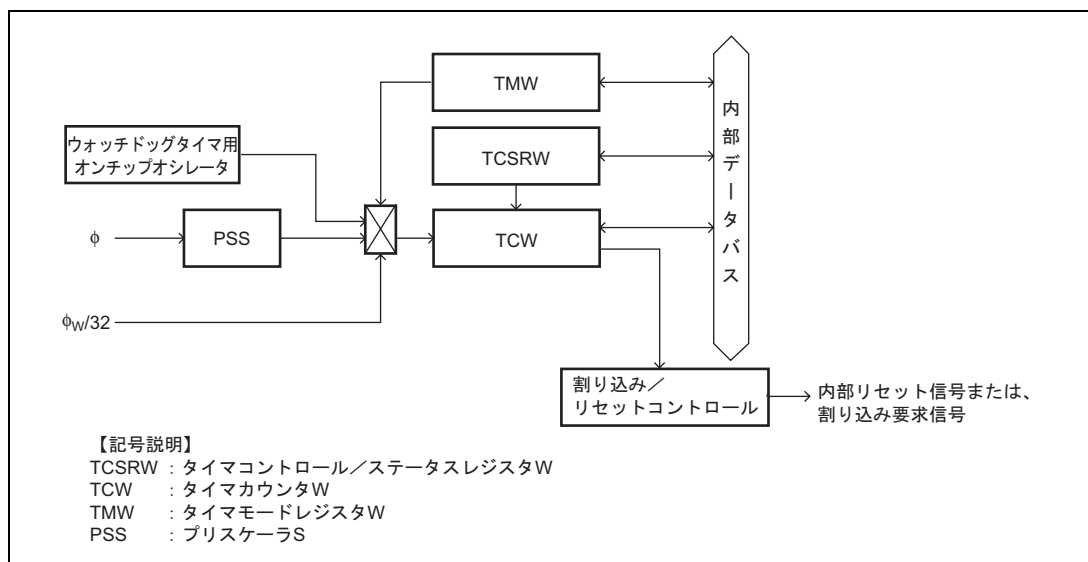 TMW
内部データバス
ウォッチドッグタイマ用
オンチップオシレータ
TCSRW
φ
PSS
TCW
φW/32
割り込み／
リセットコントロール
内部リセット信号または、
割り込み要求信号
【記号説明】
TCSRW : タイマコントロール／ステータスレジスタW
TCW : タイマカウンタW
TMW : タイマモードレジスタW
PSS : プリスケーラS